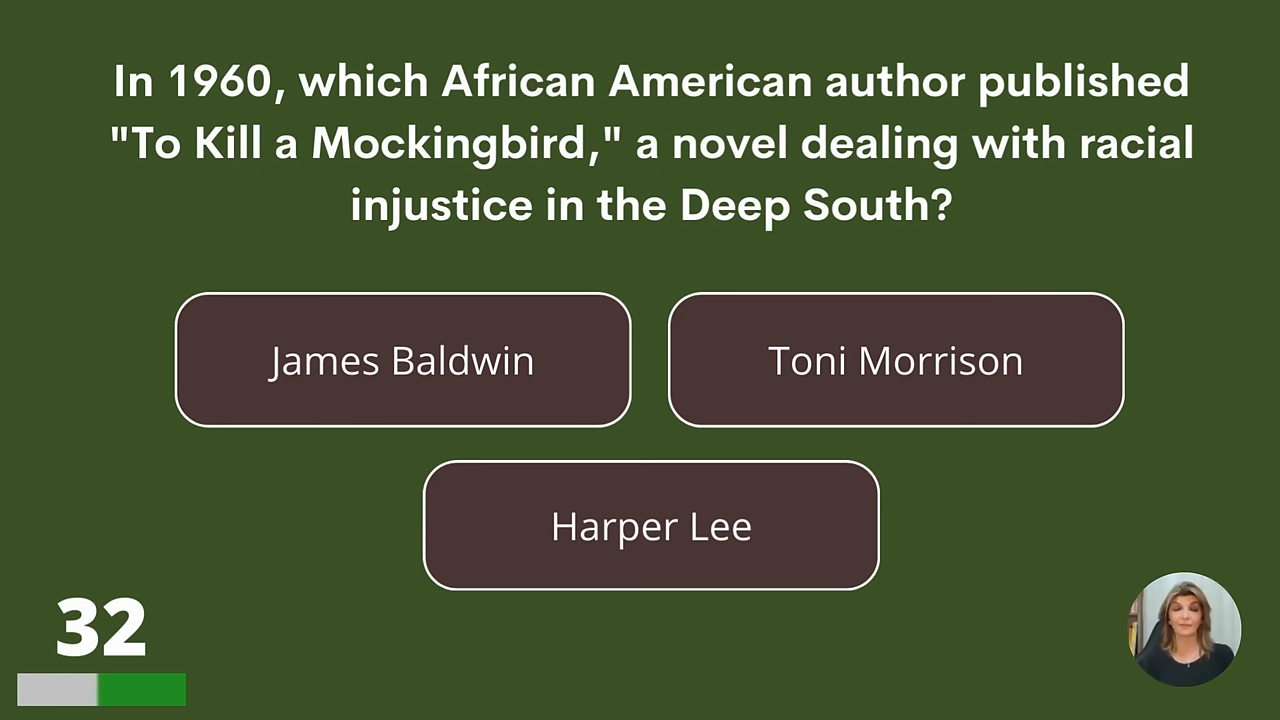 In 1960, which African American author published
"To Kill a Mockingbird," a novel dealing with racial
injustice in the Deep South?
James Baldwin
Toni Morrison
Harper Lee
32